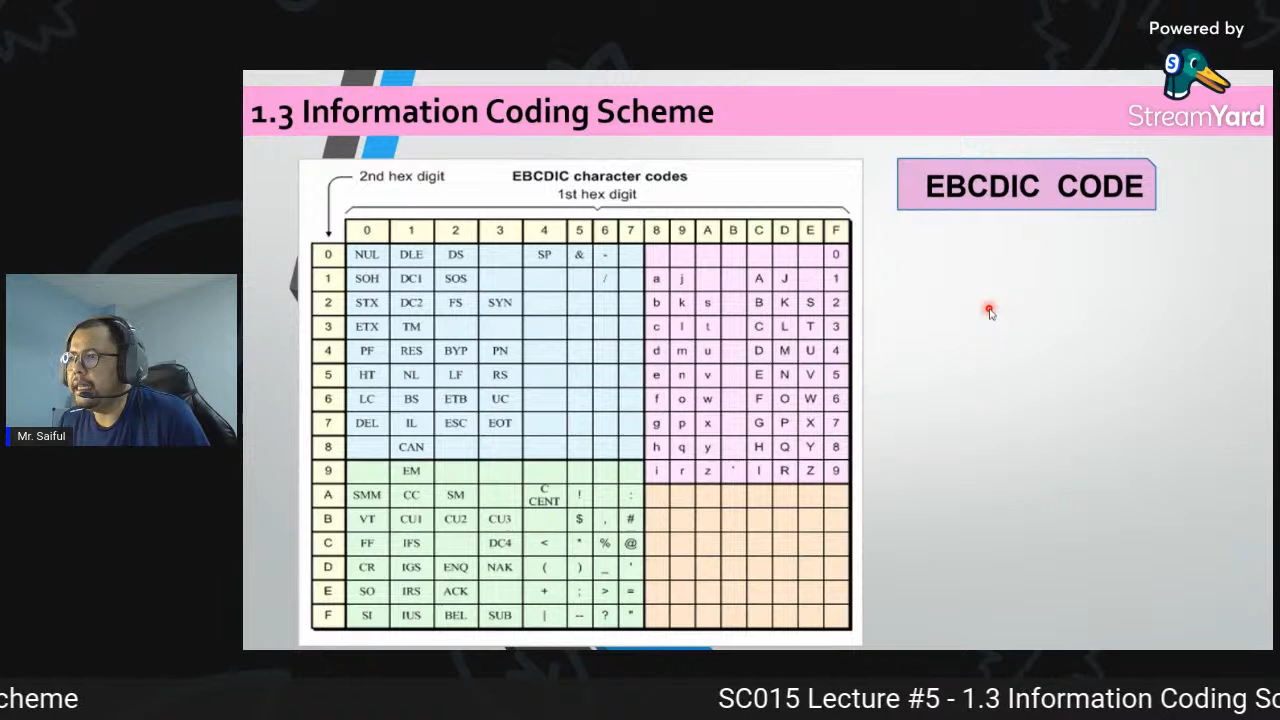 Powered by
StreamYard
1.3 Information Coding Scheme
2nd hex digit
EBCDIC character codes
1st hex digit
EBCDIC CODE
0 1 2 3 4 5 6 7 8 9 A B C D E F
0 NUL DLE DS SP & - 0
1 SOH DC1 SOS / a j A J 1
2 STX DC2 FS SYN b k s B K S 2
3 ETX TM c l t C L T 3
4 PF RES BYP PN d m u D M U 4
5 HT NL LF RS e n v E N V 5
6 LC BS ETB UC f o w F O W 6
7 DEL IL ESC EOT g p x G P X 7
8 CAN h q y H Q Y 8
9 EM i r z ` I R Z 9
A SMM CC SM C CENT ! :
B VT CU1 CU2 CU3 $ , #
C FF IFS DC4 < * % @
D CR IGS ENQ NAK ( ) _ '
E SO IRS ACK + ; > =
F SI IUS BEL SUB | -- ? "
Mr. Saiful
cheme
SC015 Lecture #5 - 1.3 Information Coding Sc